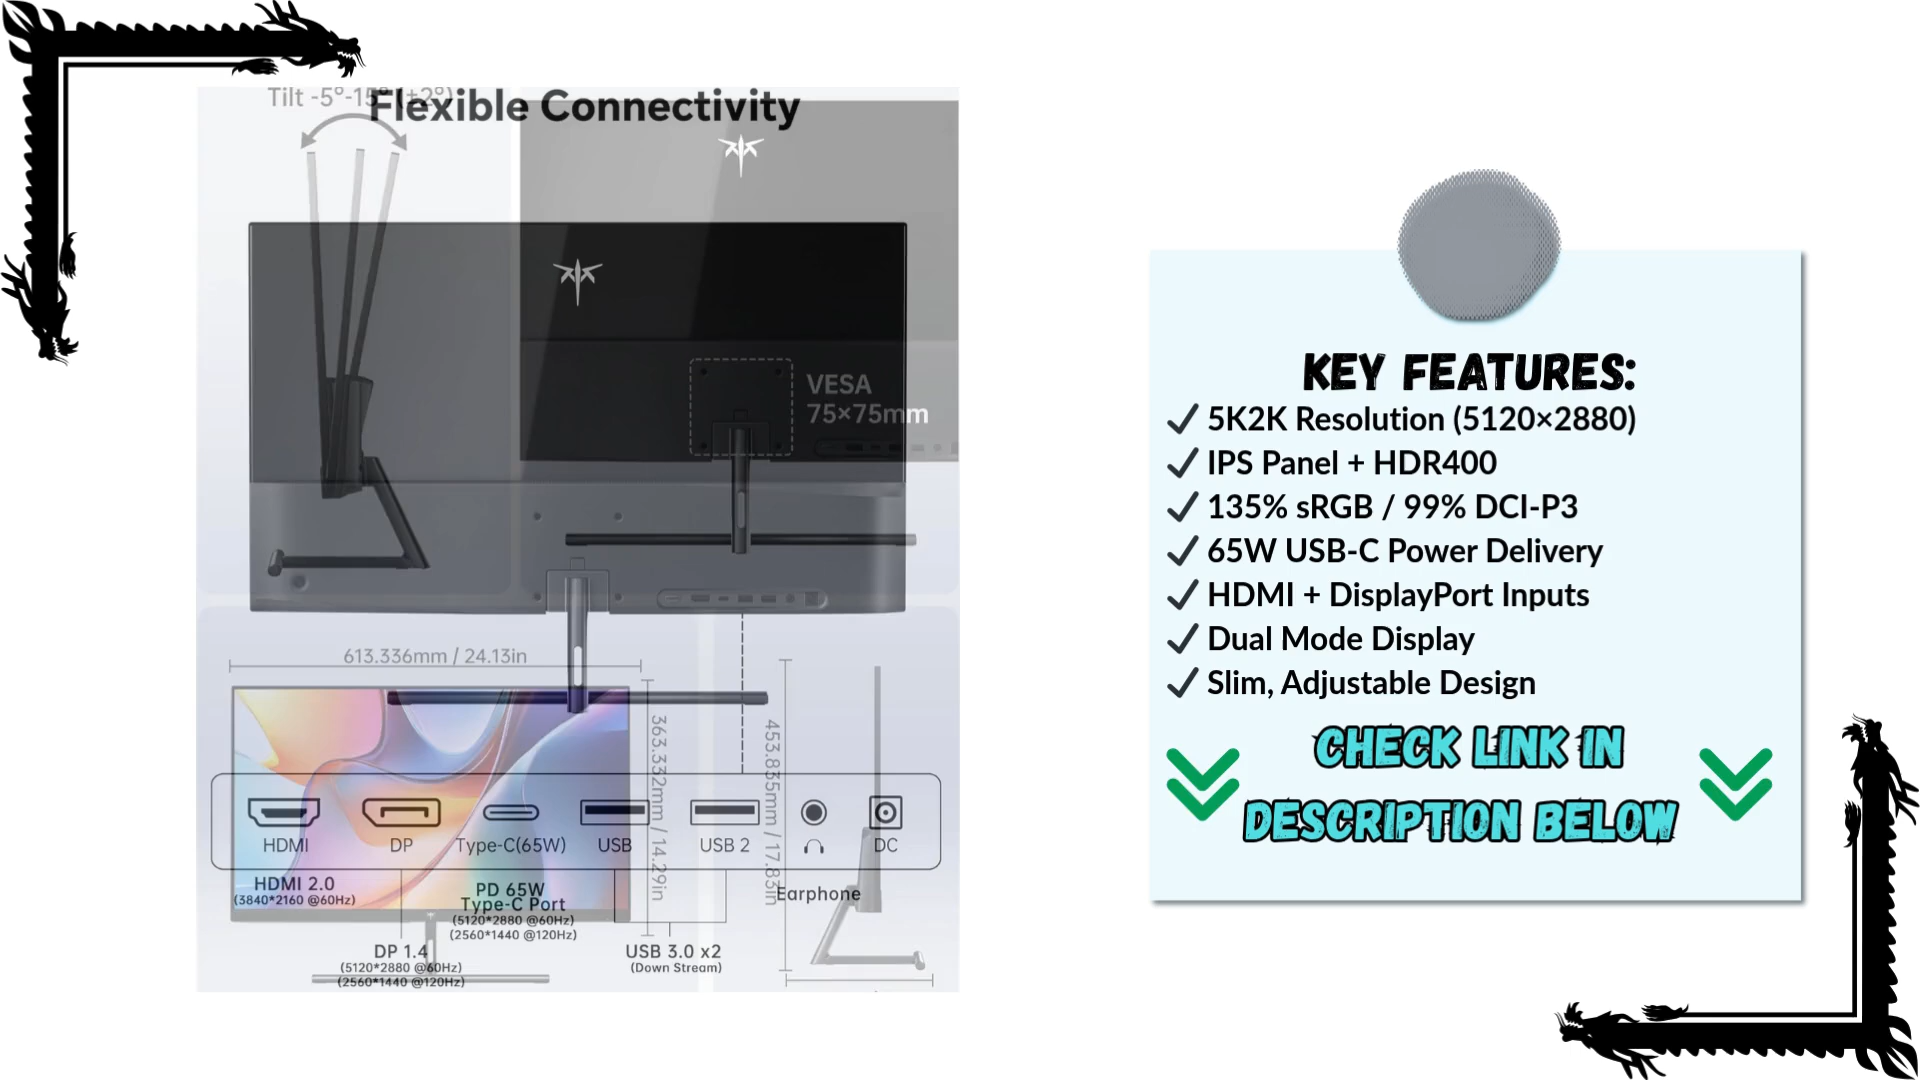 Tilt -5°-15° (±2°)
Flexible Connectivity
VESA
75×75mm
613.336mm / 24.13in
363.332mm / 14.29in
453.835mm / 17.83in
HDMI
DP
Type-C(65W)
USB
USB 2
DC
HDMI 2.0
(3840*2160 @60Hz)
PD 65W
Type-C Port
(5120*2880 @60Hz)
(2560*1440 @120Hz)
Earphone
DP 1.4
(5120*2880 @60Hz)
(2560*1440 @120Hz)
USB 3.0 x2
(Down Stream)
KEY FEATURES:
5K2K Resolution (5120×2880)
IPS Panel + HDR400
135% sRGB / 99% DCI-P3
65W USB-C Power Delivery
HDMI + DisplayPort Inputs
Dual Mode Display
Slim, Adjustable Design
CHECK LINK IN
DESCRIPTION BELOW